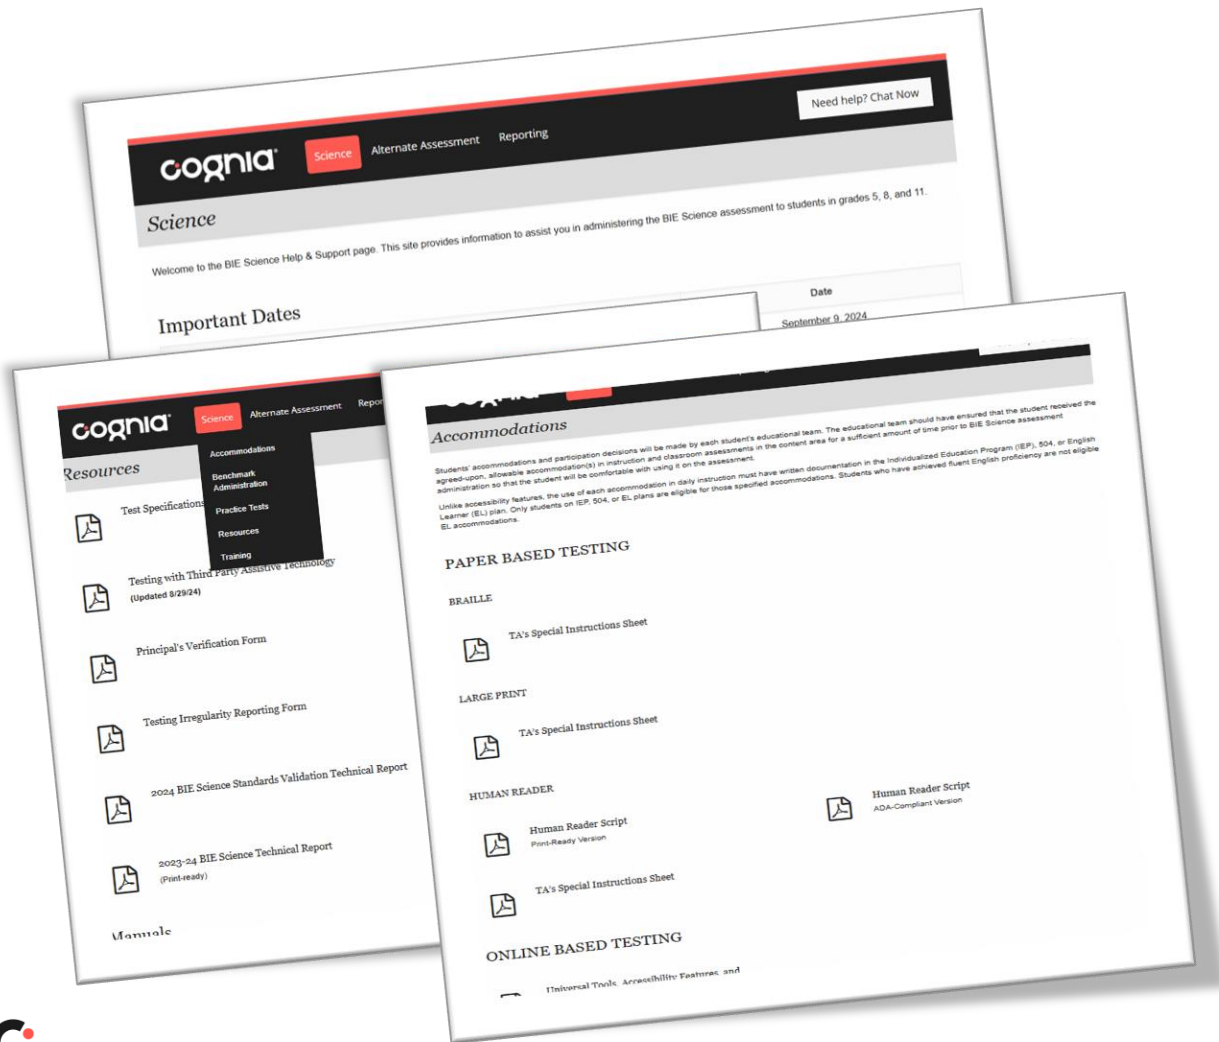 cognia
Science
Alternate Assessment
Reporting
Need help? Chat Now
Science
Welcome to the BIE Science Help & Support page. This site provides information to assist you in administering the BIE Science assessment to students in grades 5, 8, and 11.
Important Dates
Date
September 9, 2024
cognia
Science
Alternate Assessment
Accommodations
Benchmark
Administration
Practice Tests
Resources
Training
Resources
Test Specifications
Testing with Third Party Assistive Technology
(Updated 8/29/24)
Principal's Verification Form
Testing Irregularity Reporting Form
2024 BIE Science Standards Validation Technical Report
2023-24 BIE Science Technical Report
(Print-ready)
Manuals
Accommodations
Students' accommodations and participation decisions will be made by each student's educational team. The educational team should have ensured that the student received the
agreed-upon, allowable accommodation(s) in instruction and classroom assessments in the content area for a sufficient amount of time prior to BIE Science assessment
administration so that the student will be comfortable with using it on the assessment.
Unlike accessibility features, the use of each accommodation in daily instruction must have written documentation in the Individualized Education Program (IEP), 504, or English
Learner (EL) plan. Only students on IEP, 504, or EL plans are eligible for those specified accommodations. Students who have achieved fluent English proficiency are not eligible
EL accommodations.
PAPER BASED TESTING
BRAILLE
TA's Special Instructions Sheet
LARGE PRINT
TA's Special Instructions Sheet
HUMAN READER
Human Reader Script
Print-Ready Version
Human Reader Script
ADA-Compliant Version
TA's Special Instructions Sheet
ONLINE BASED TESTING
Universal Tools, Accessibility Features, and